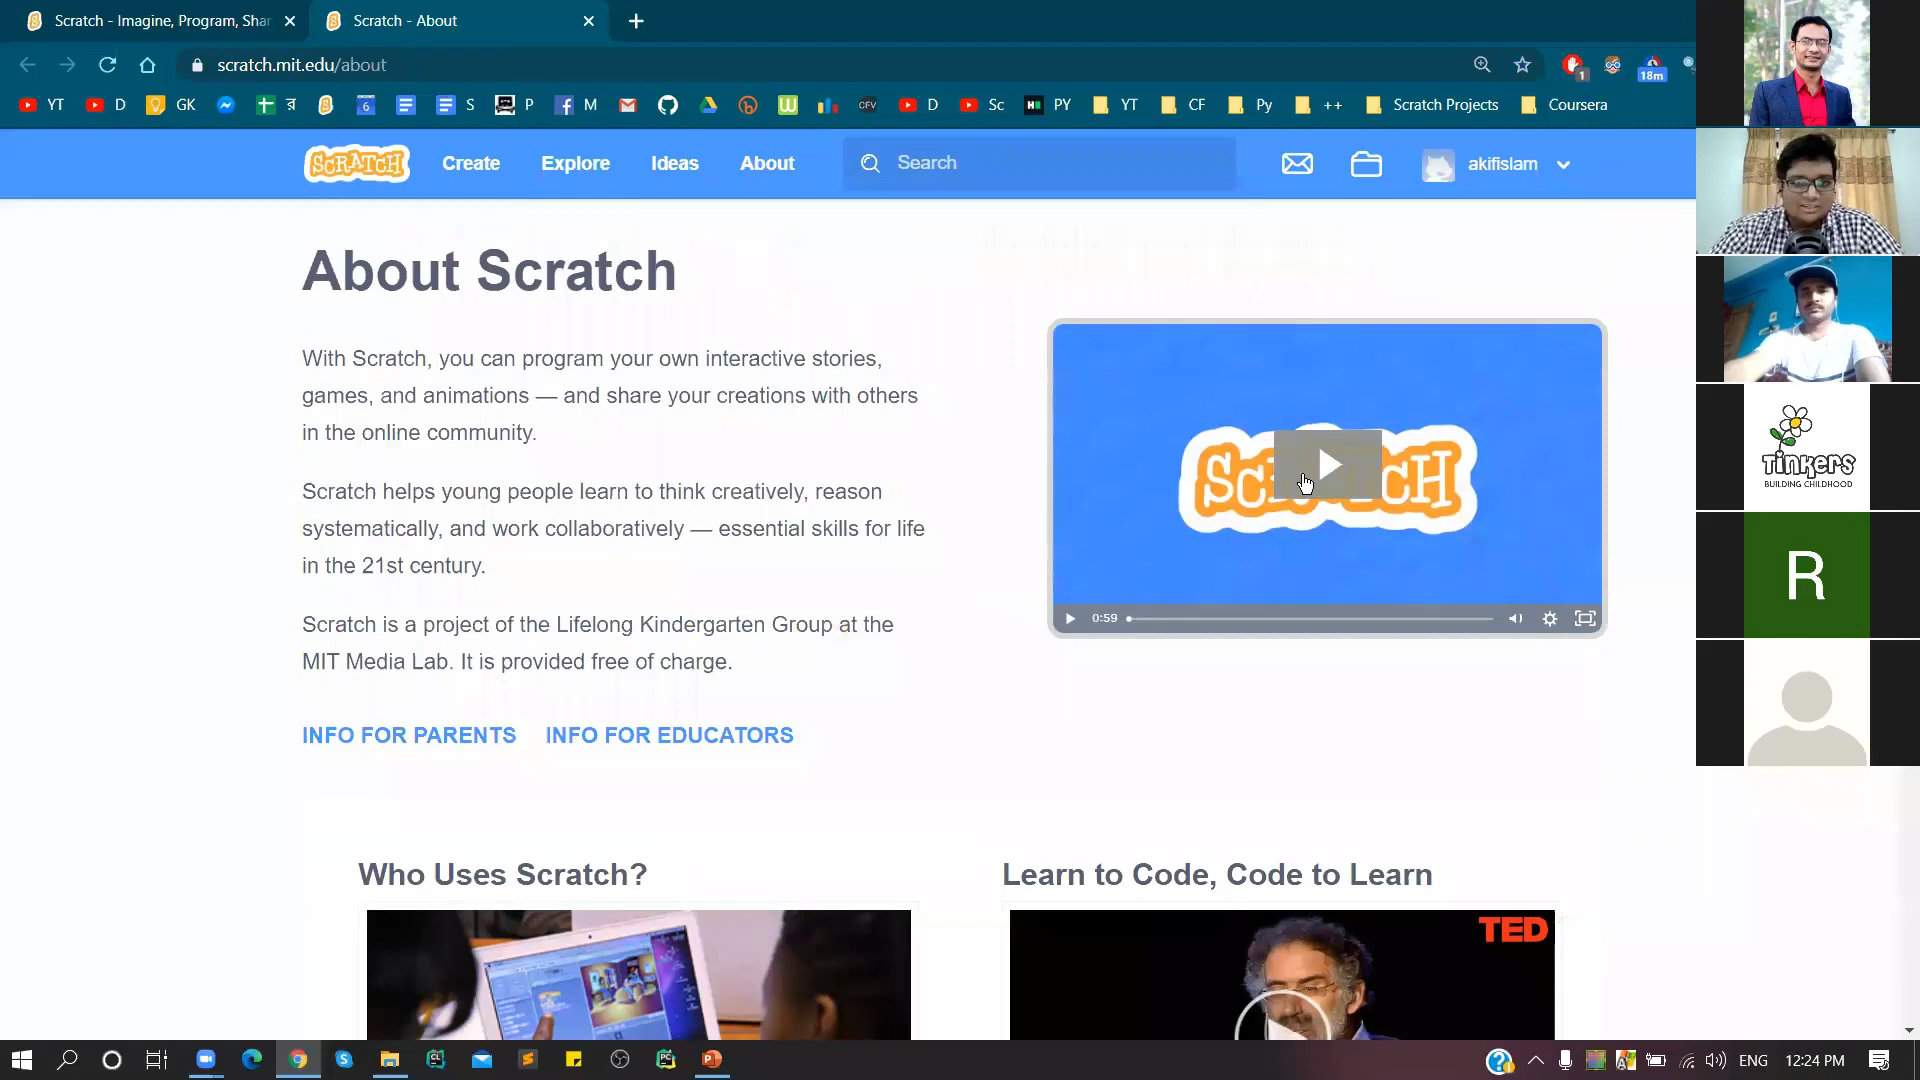 Scratch - Imagine, Program, Shar
Scratch - About
scratch.mit.edu/about
1
18m
YT
D
GK
র
6
S
P
M
CFV
D
Sc
PY
YT
CF
Py
++
Scratch Projects
Coursera
SCRATCH
Create
Explore
Ideas
About
Search
akifislam
About Scratch
With Scratch, you can program your own interactive stories,
games, and animations — and share your creations with others
in the online community.
Scratch helps young people learn to think creatively, reason
systematically, and work collaboratively — essential skills for life
in the 21st century.
Scratch is a project of the Lifelong Kindergarten Group at the
MIT Media Lab. It is provided free of charge.
INFO FOR PARENTS
INFO FOR EDUCATORS
0:59
Who Uses Scratch?
Learn to Code, Code to Learn
TED
TiNKERS
BUILDING CHILDHOOD
R
ENG
12:24 PM